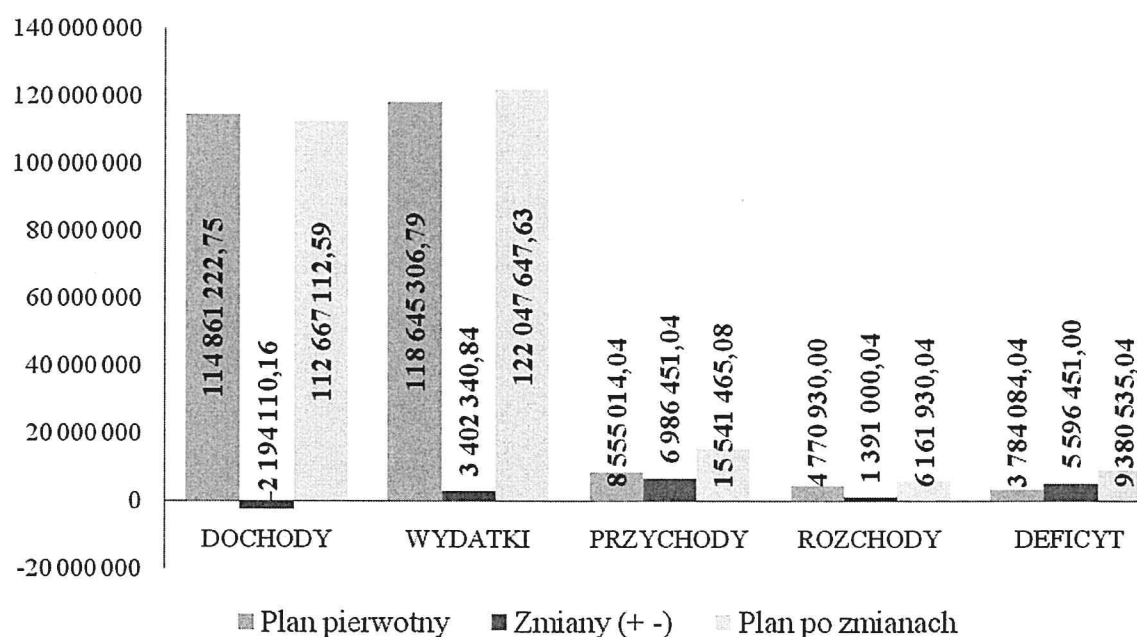 140 000 000
120 000 000
100 000 000
80 000 000
60 000 000
40 000 000
20 000 000
0
-20 000 000
114 861 222,75
-2 194 110,16
112 667 112,59
118 645 306,79
3 402 340,84
122 047 647,63
8 555 014,04
6 986 451,04
15 541 465,08
4 770 930,00
1 391 000,04
6 161 930,04
3 784 084,04
5 596 451,00
9 380 535,04
DOCHODY
WYDATKI
PRZYCHODY
ROZCHODY
DEFICYT
Plan pierwotny
Zmiany (+ -)
Plan po zmianach